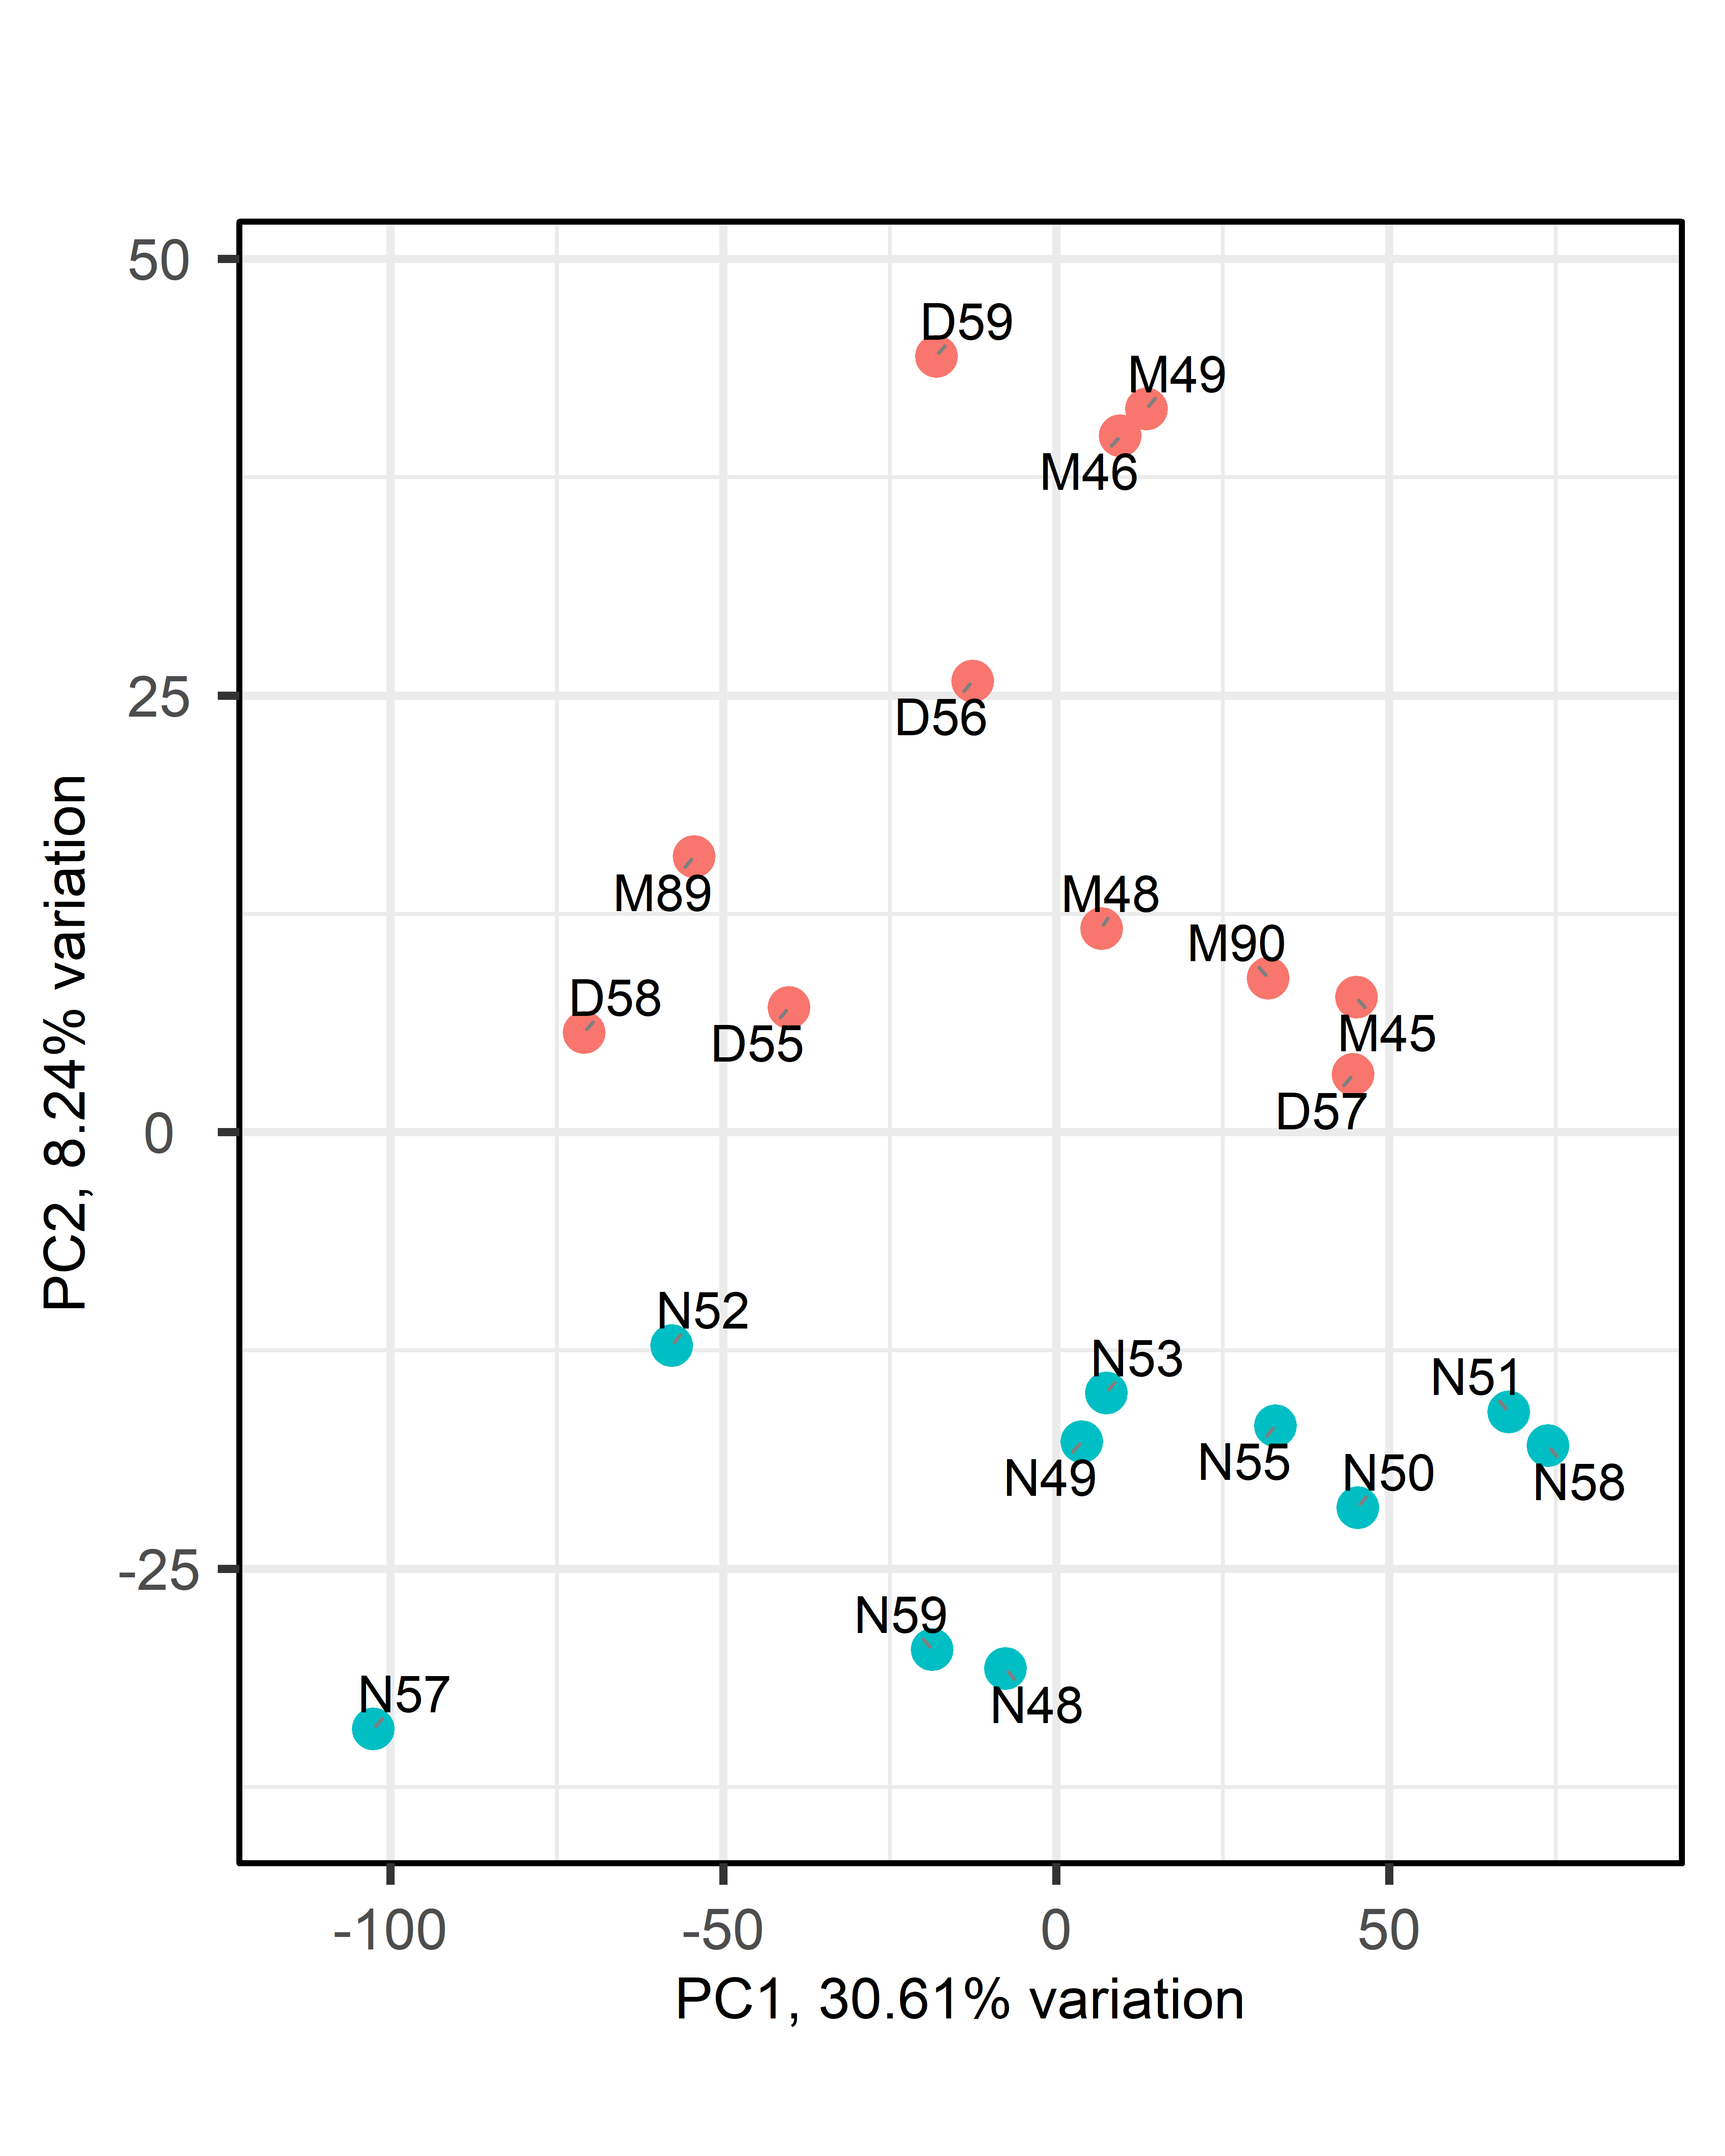 50
D59
M49
M46
25
D56
M89
M48
M90
D58
D55
M45
D57
0
PC2, 8.24% variation
N52
N53
N51
N49
N55
N50
N58
-25
N59
N57
N48
-100
-50
0
50
PC1, 30.61% variation